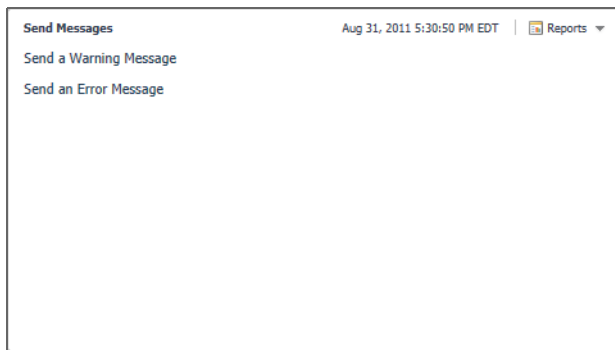 Send Messages Aug 31, 2011 5:30:50 PM EDT Reports
Send a Warning Message
Send an Error Message